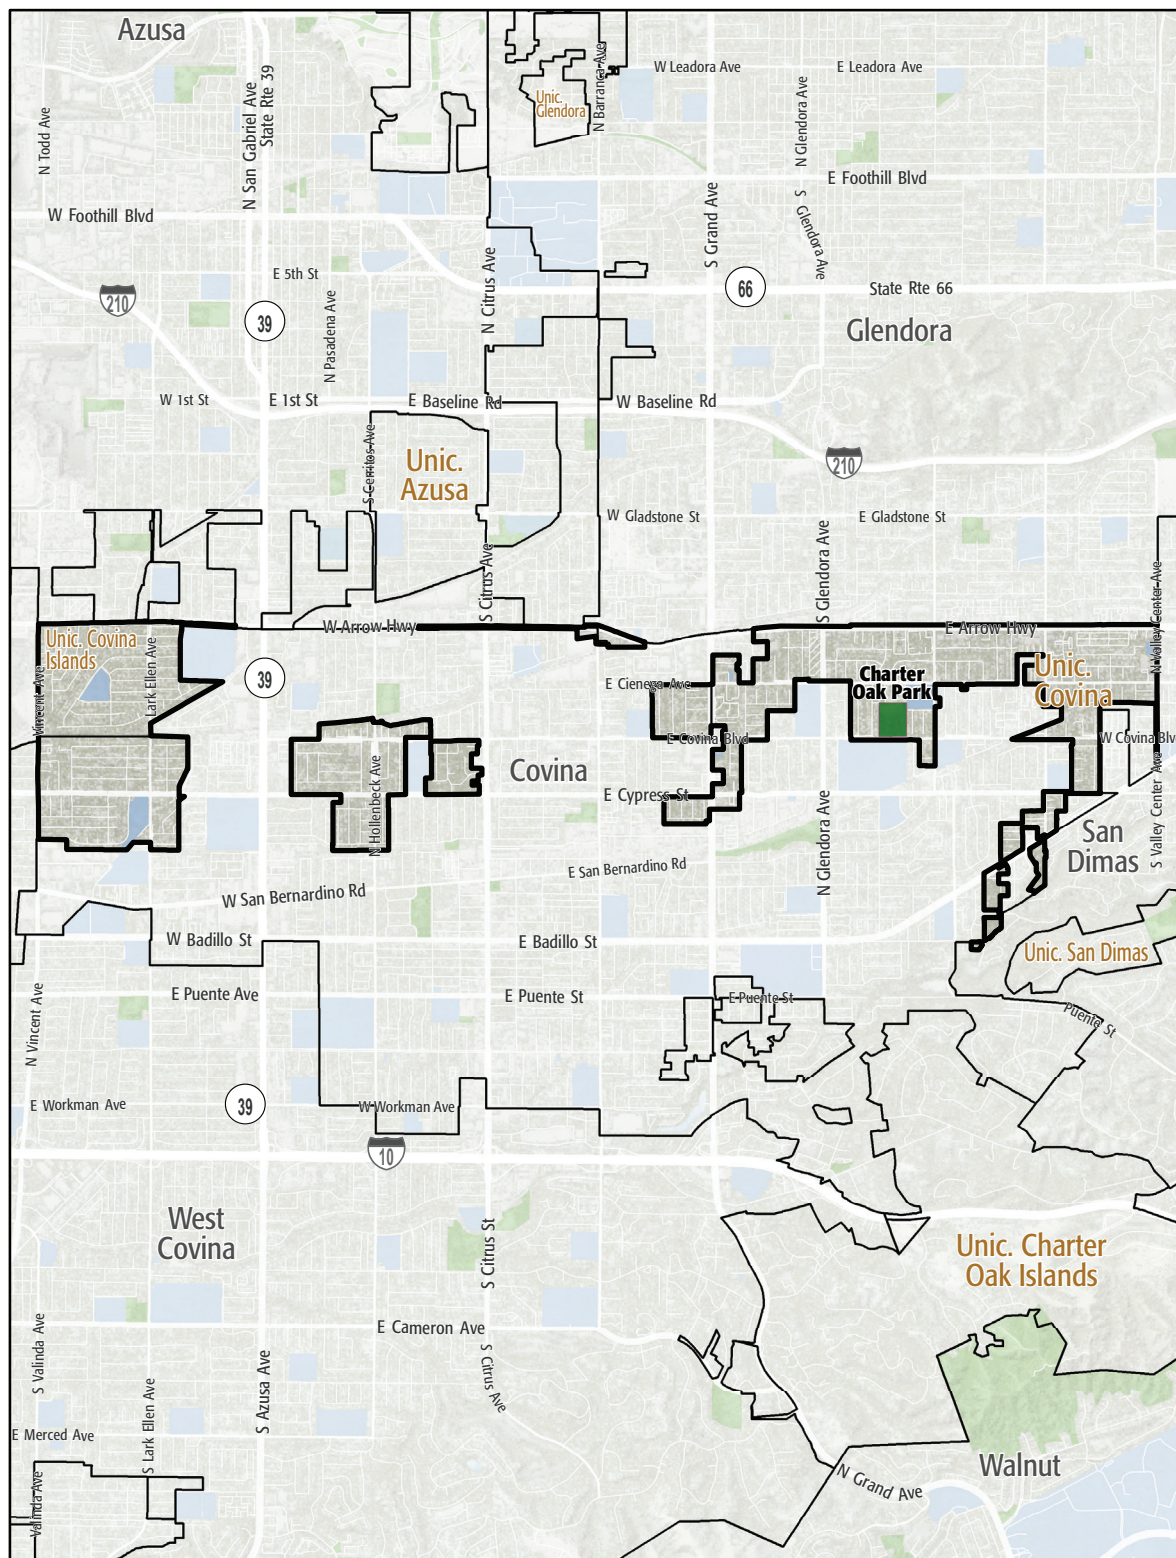 Azusa
W Leadora Ave
E Leadora Ave
N Todd Ave
N San Gabriel Ave
State Rte 39
Unic.
Glendora
N Barranca Ave
N Glendora Ave
W Foothill Blvd
E Foothill Blvd
S Grand Ave
S Glendora Ave
E 5th St
210
39
N Pasadena Ave
N Citrus Ave
66
State Rte 66
Glendora
W 1st St
E 1st St
E Baseline Rd
W Baseline Rd
S Cerritos Ave
Unic.
Azusa
210
W Gladstone St
E Gladstone St
S Citrus Ave
S Glendora Ave
N Valley Center Ave
W Arrow Hwy
E Arrow Hwy
Unic. Covina
Islands
Vincent Ave
Lark Ellen Ave
39
E Cienega Ave
Charter
Oak Park
Unic.
Covina
E Covina Blvd
W Covina Blv
N Hollenbeck Ave
Covina
E Cypress St
N Glendora Ave
San
Dimas
S Valley Center Ave
W San Bernardino Rd
E San Bernardino Rd
W Badillo St
E Badillo St
Unic. San Dimas
N Vincent Ave
E Puente Ave
E Puente St
E Puente St
Puente St
E Workman Ave
39
W Workman Ave
10
West
Covina
S Citrus St
Unic. Charter
Oak Islands
S Valinda Ave
E Cameron Ave
S Citrus Ave
S Azusa Ave
S Lark Ellen Ave
E Merced Ave
Valinda Ave
N Grand Ave
Walnut